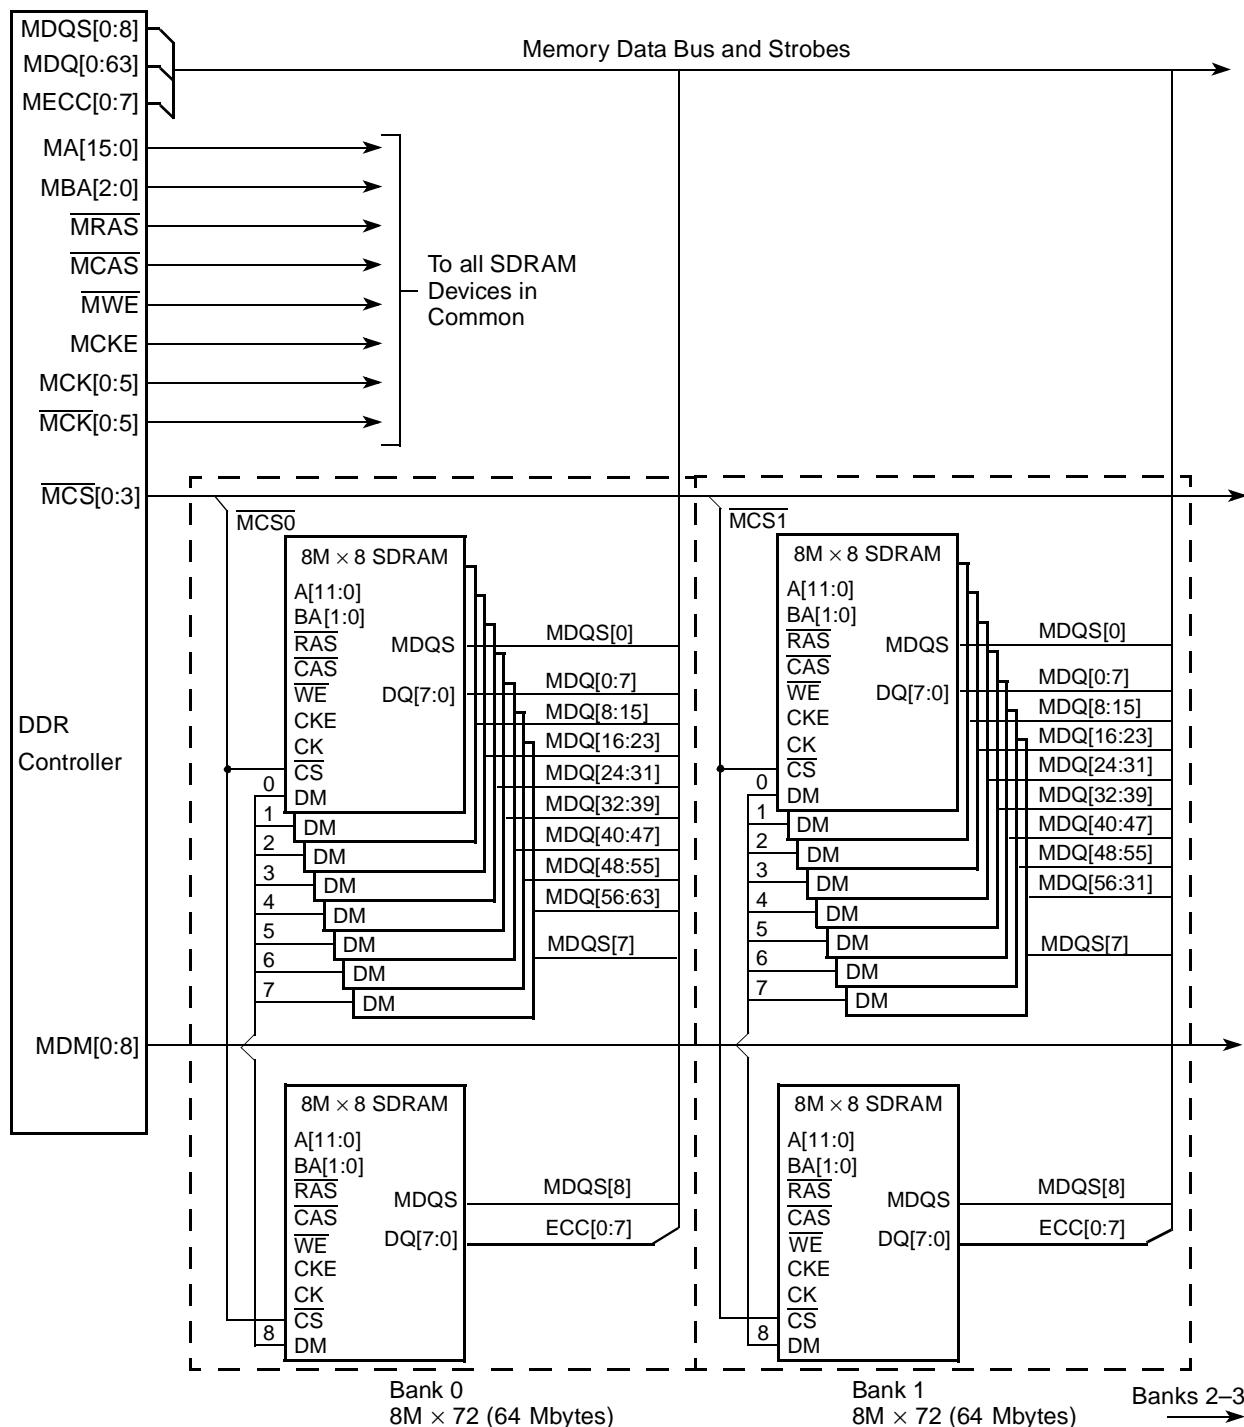 MDQS[0:8]
MDQ[0:63]
MECC[0:7]
Memory Data Bus and Strobes
MA[15:0]
MBA[2:0]
MRAS
MCAS
MWE
MCKE
MCK[0:5]
MCK[0:5]
To all SDRAM
Devices in
Common
MCS[0:3]
DDR
Controller
MDM[0:8]
MCS0
8M × 8 SDRAM
A[11:0]
BA[1:0]
RAS
CAS
WE
CKE
CK
CS
DM
MDQS
DQ[7:0]
0
1
DM
2
DM
3
DM
4
DM
5
DM
6
DM
7
DM
MDQS[0]
MDQ[0:7]
MDQ[8:15]
MDQ[16:23]
MDQ[24:31]
MDQ[32:39]
MDQ[40:47]
MDQ[48:55]
MDQ[56:63]
MDQS[7]
MCS1
8M × 8 SDRAM
A[11:0]
BA[1:0]
RAS
CAS
WE
CKE
CK
CS
DM
MDQS
DQ[7:0]
0
1
DM
2
DM
3
DM
4
DM
5
DM
6
DM
7
DM
MDQS[0]
MDQ[0:7]
MDQ[8:15]
MDQ[16:23]
MDQ[24:31]
MDQ[32:39]
MDQ[40:47]
MDQ[48:55]
MDQ[56:31]
MDQS[7]
8M × 8 SDRAM
A[11:0]
BA[1:0]
RAS
CAS
WE
CKE
CK
CS
8
DM
MDQS
DQ[7:0]
MDQS[8]
ECC[0:7]
8M × 8 SDRAM
A[11:0]
BA[1:0]
RAS
CAS
WE
CKE
CK
CS
8
DM
MDQS
DQ[7:0]
MDQS[8]
ECC[0:7]
Bank 0
8M × 72 (64 Mbytes)
Bank 1
8M × 72 (64 Mbytes)
Banks 2–3